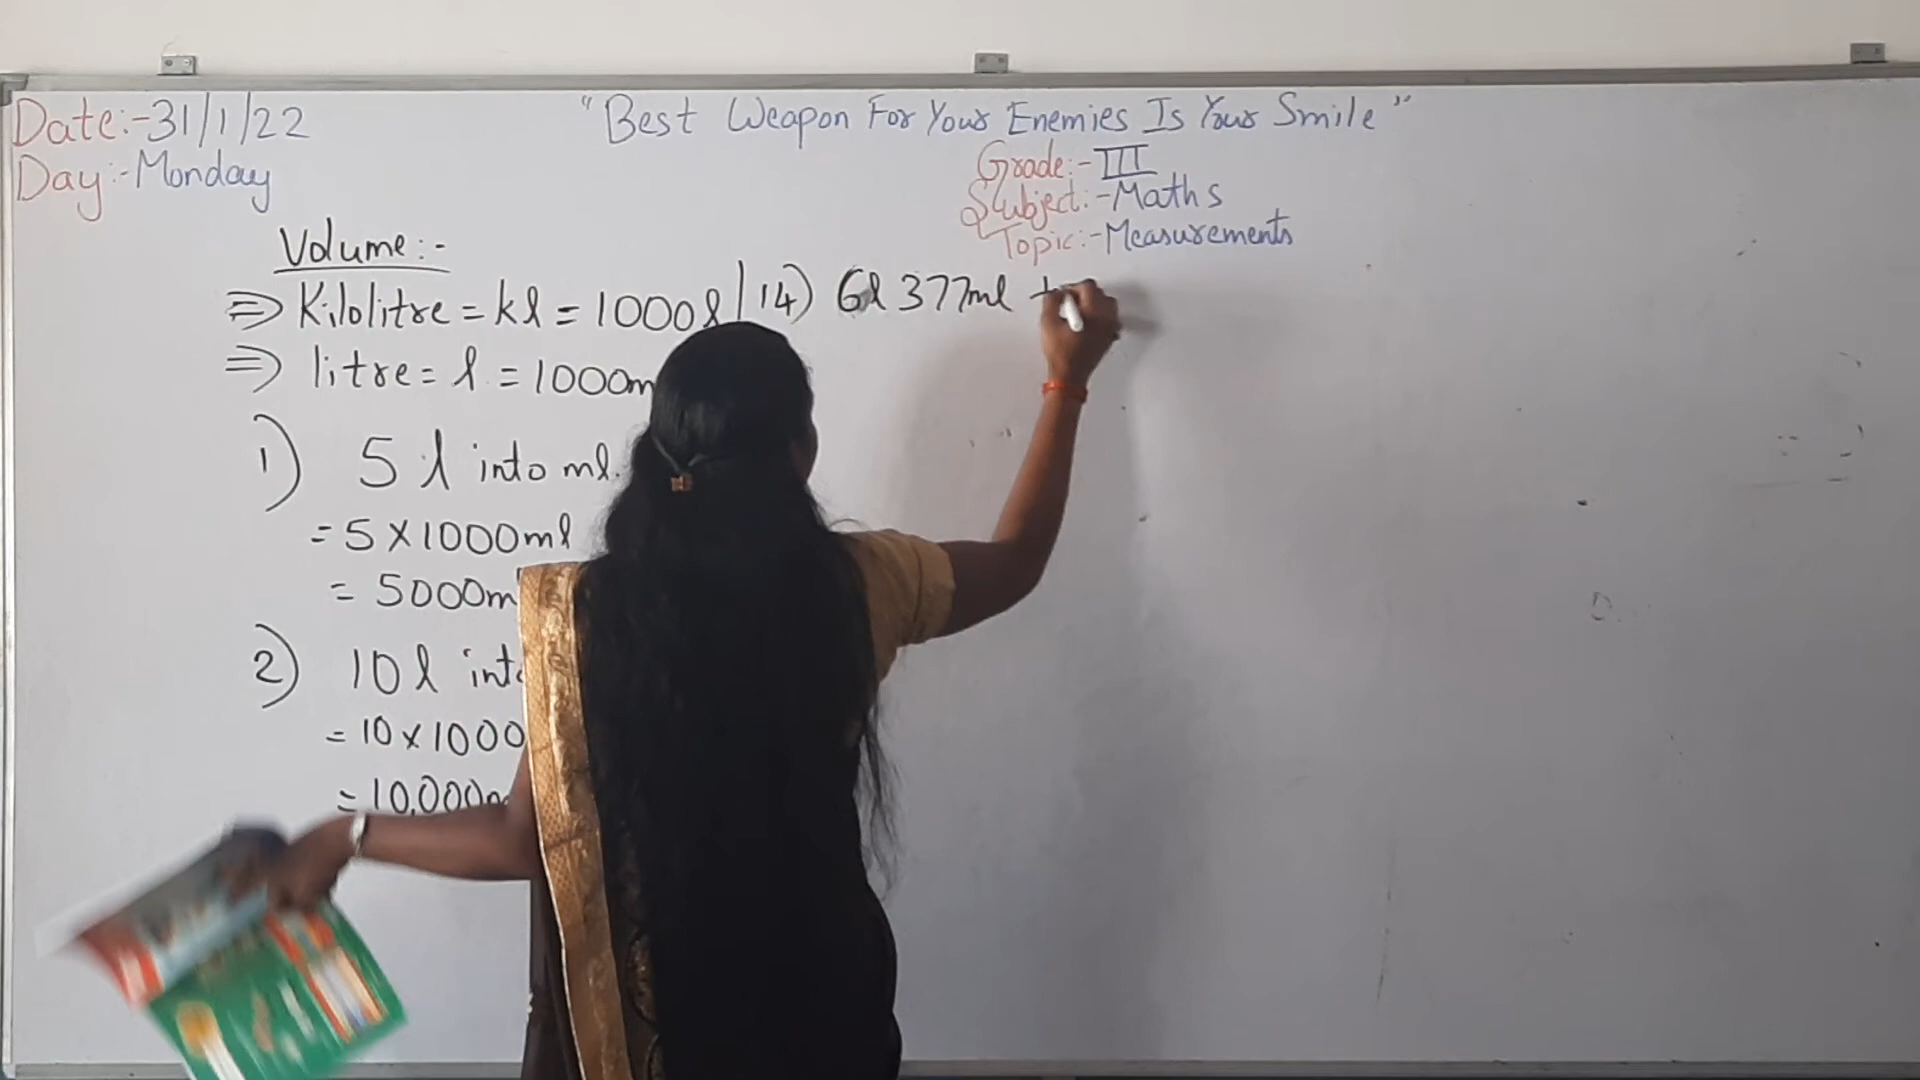 Date:-31/1/22
Day:-Monday
"Best Weapon For Your Enemies Is Your Smile"
Grade:-III
Subject:-Maths
Topic:-Measurements
Volume:-
⇒ Kilolitre = kl = 1000l
⇒ litre = l = 1000m
1) 5 l into ml.
= 5 X 1000ml
= 5000m
2) 10 l
= 10 x 1000
= 10,000
14) 6l 377ml